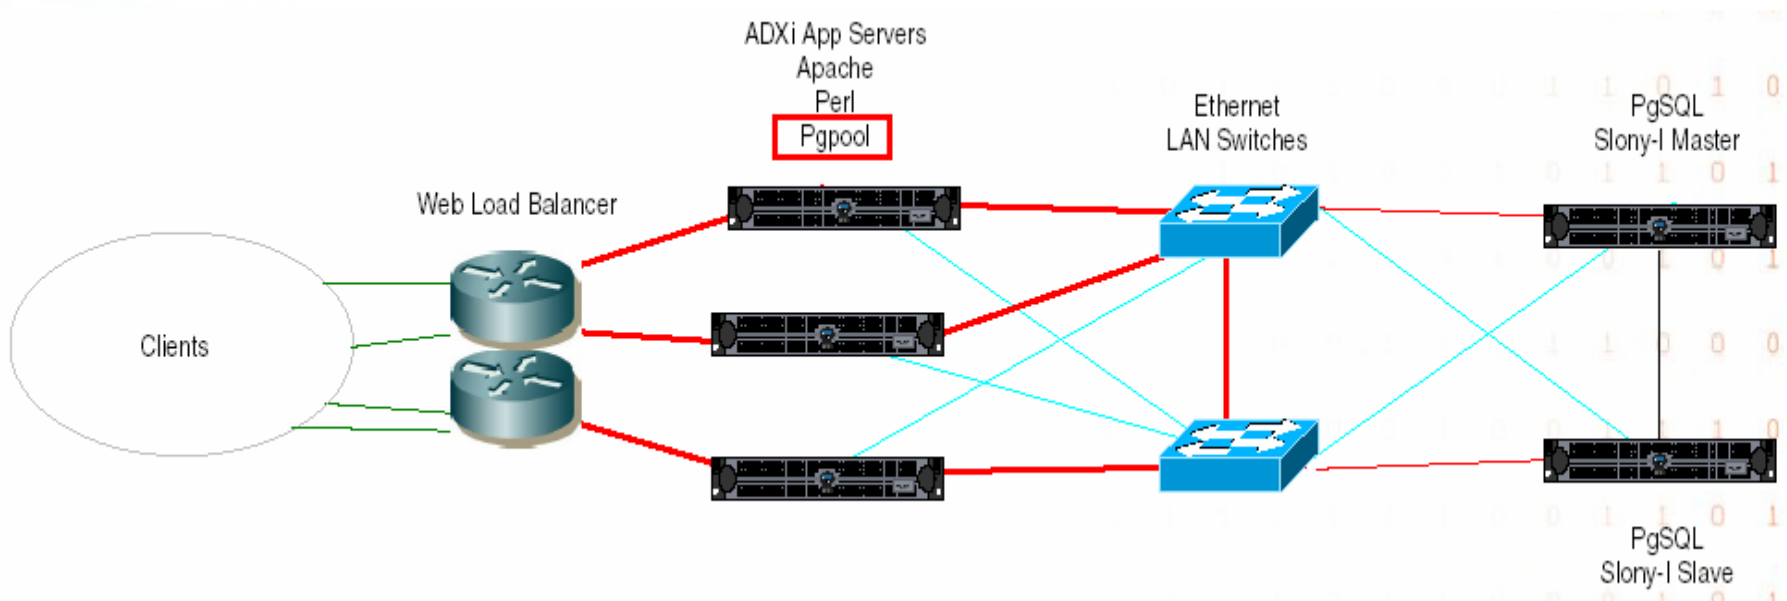 ADXi App Servers
Apache
Perl
Pgpool
Ethernet
LAN Switches
PgSQL
Slony-I Master
Web Load Balancer
Clients
PgSQL
Slony-I Slave